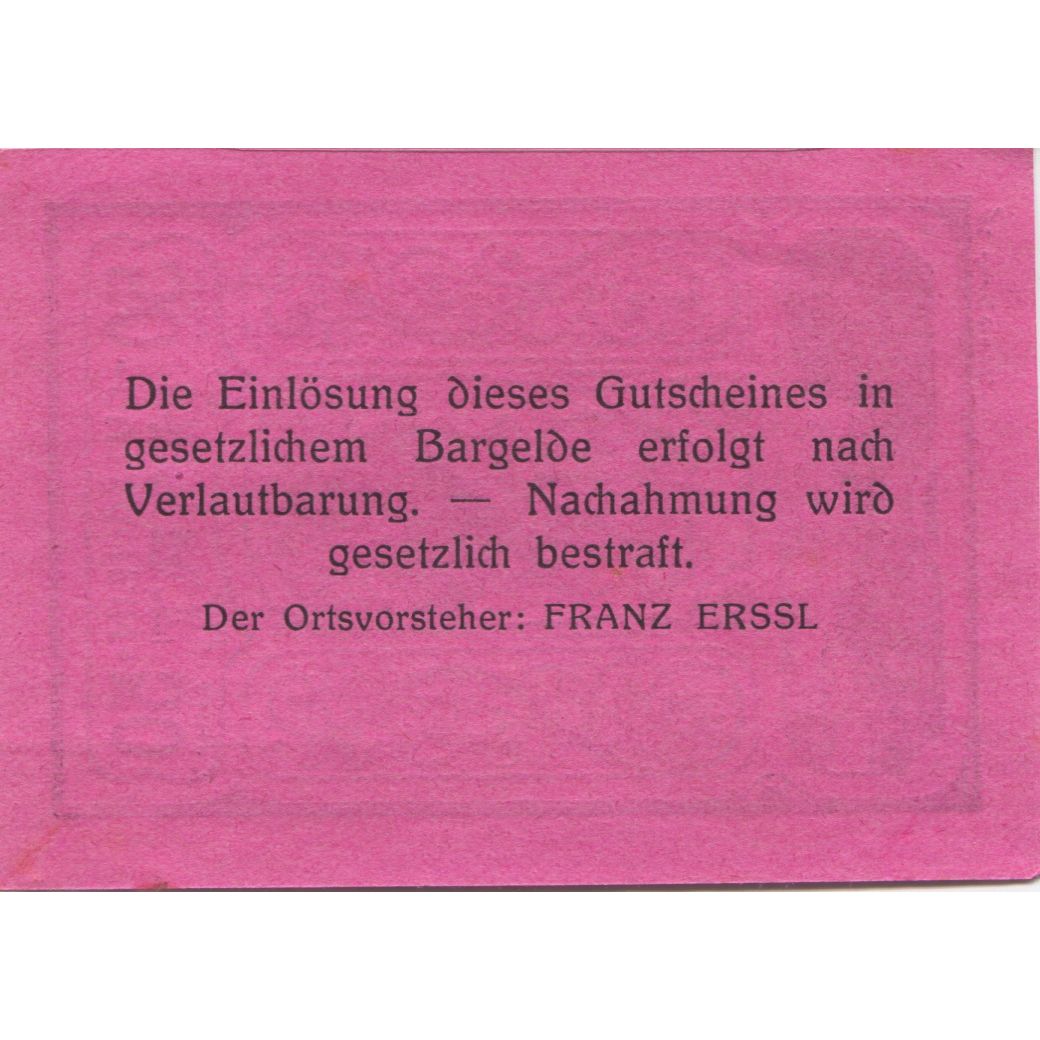 Die Einlösung dieses Gutscheines in
gesetzlichem Bargelde erfolgt nach
Verlautbarung. — Nachahmung wird
gesetzlich bestraft.
Der Ortsvorsteher: FRANZ ERSSL